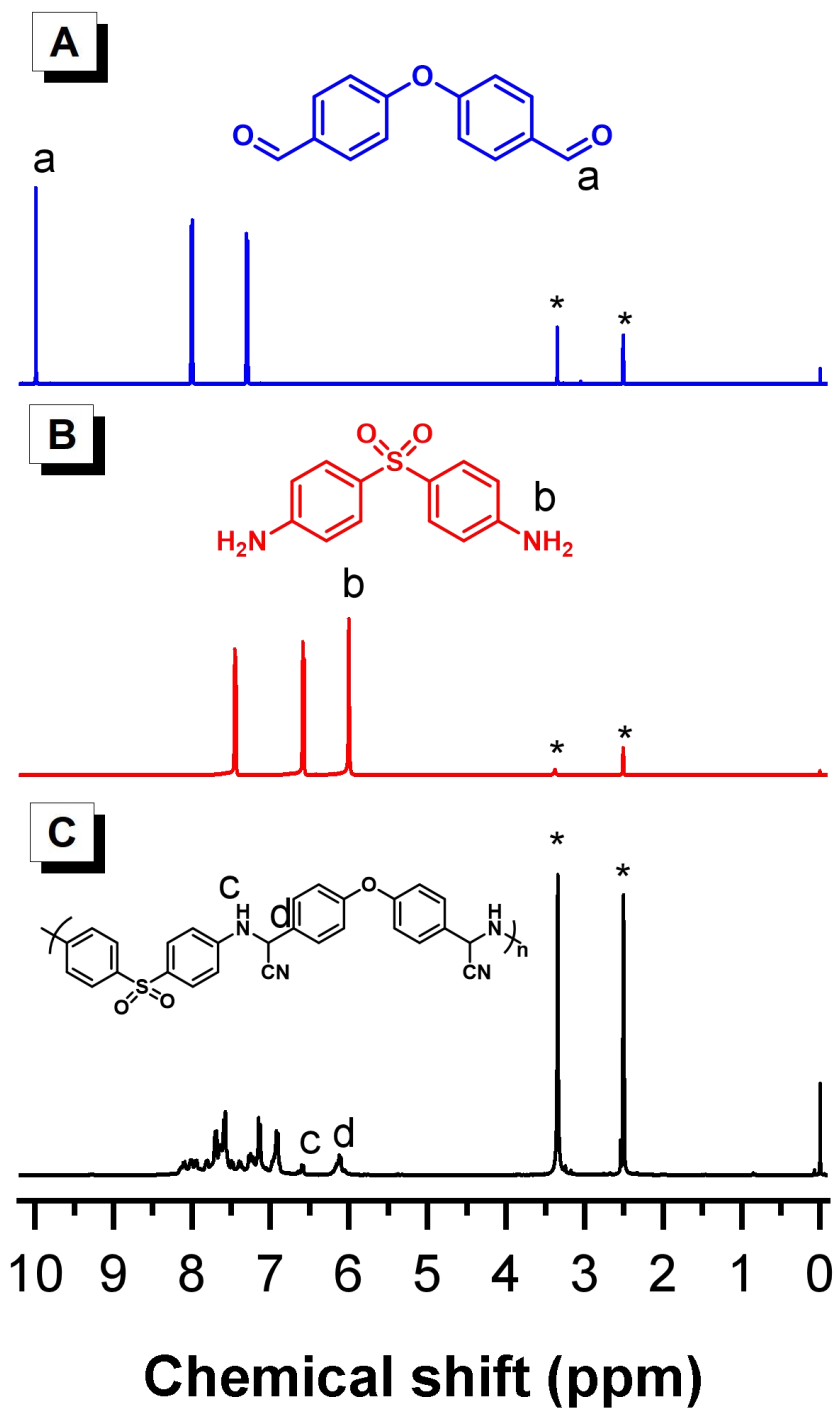 A
O
O
O
a
a
*
*
B
O
O
S
b
H₂N
NH₂
b
*
*
C
*
*
c
H
N
d
O
H
N
n
CN
CN
S
O
O
c
d
10 9 8 7 6 5 4 3 2 1 0
Chemical shift (ppm)